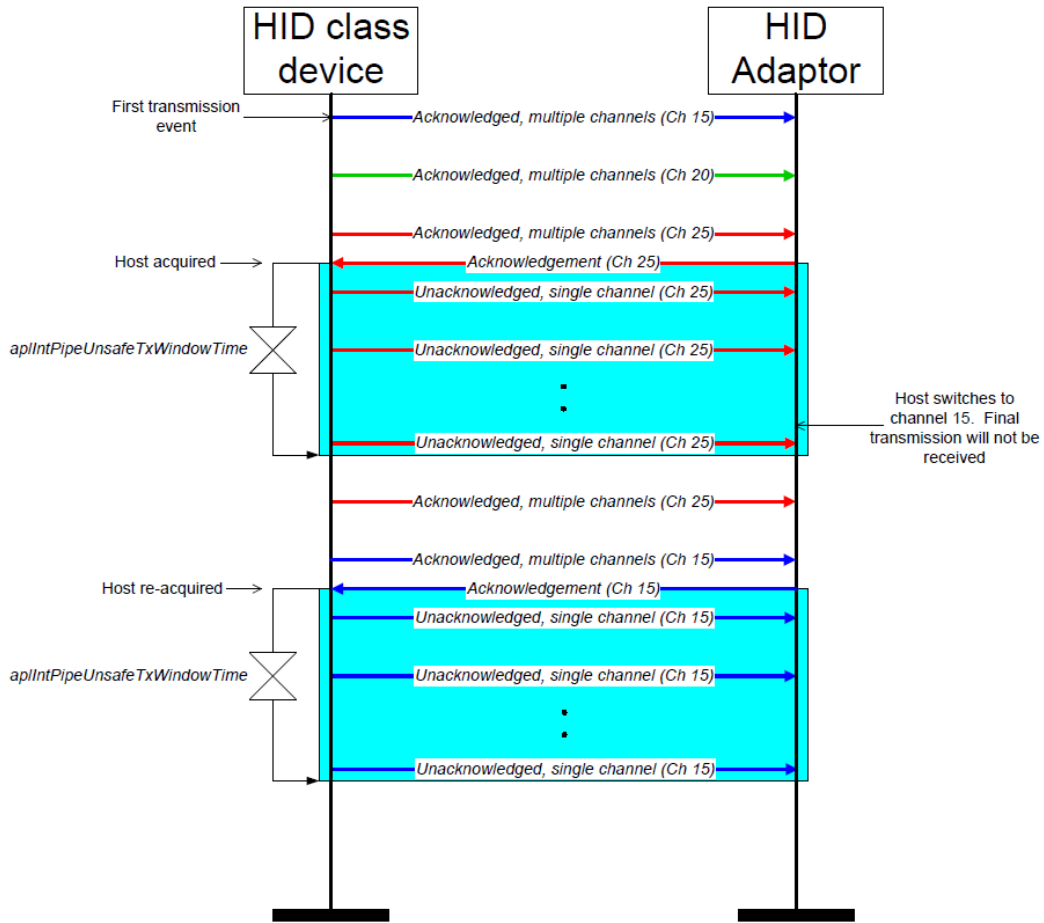 HID class
device
HID
Adaptor
First transmission
event
Acknowledged, multiple channels (Ch 15)
Acknowledged, multiple channels (Ch 20)
Acknowledged, multiple channels (Ch 25)
Host acquired
Acknowledgement (Ch 25)
Unacknowledged, single channel (Ch 25)
aplIntPipeUnsafeTxWindowTime
Unacknowledged, single channel (Ch 25)
Host switches to
channel 15.  Final
transmission will not be
received
Unacknowledged, single channel (Ch 25)
Acknowledged, multiple channels (Ch 25)
Acknowledged, multiple channels (Ch 15)
Host re-acquired
Acknowledgement (Ch 15)
Unacknowledged, single channel (Ch 15)
aplIntPipeUnsafeTxWindowTime
Unacknowledged, single channel (Ch 15)
Unacknowledged, single channel (Ch 15)